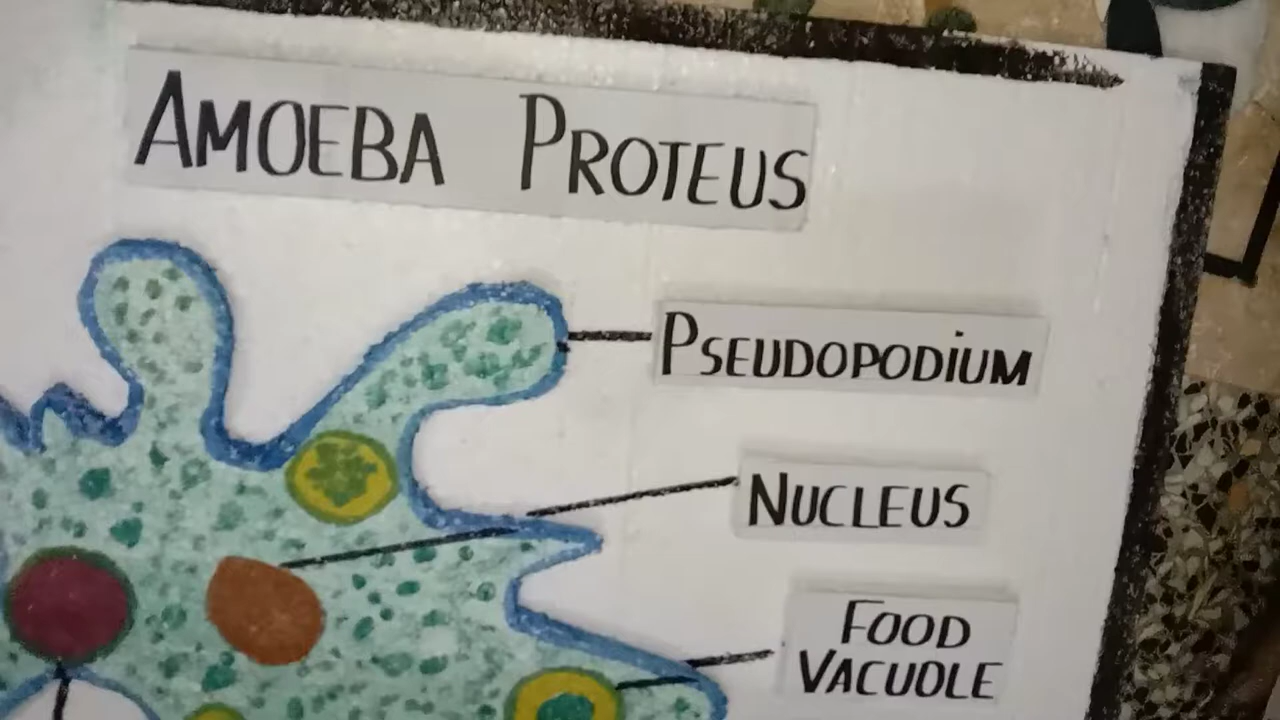 AMOEBA PROTEUS
PSEUDOPODIUM
NUCLEUS
FOOD
VACUOLE